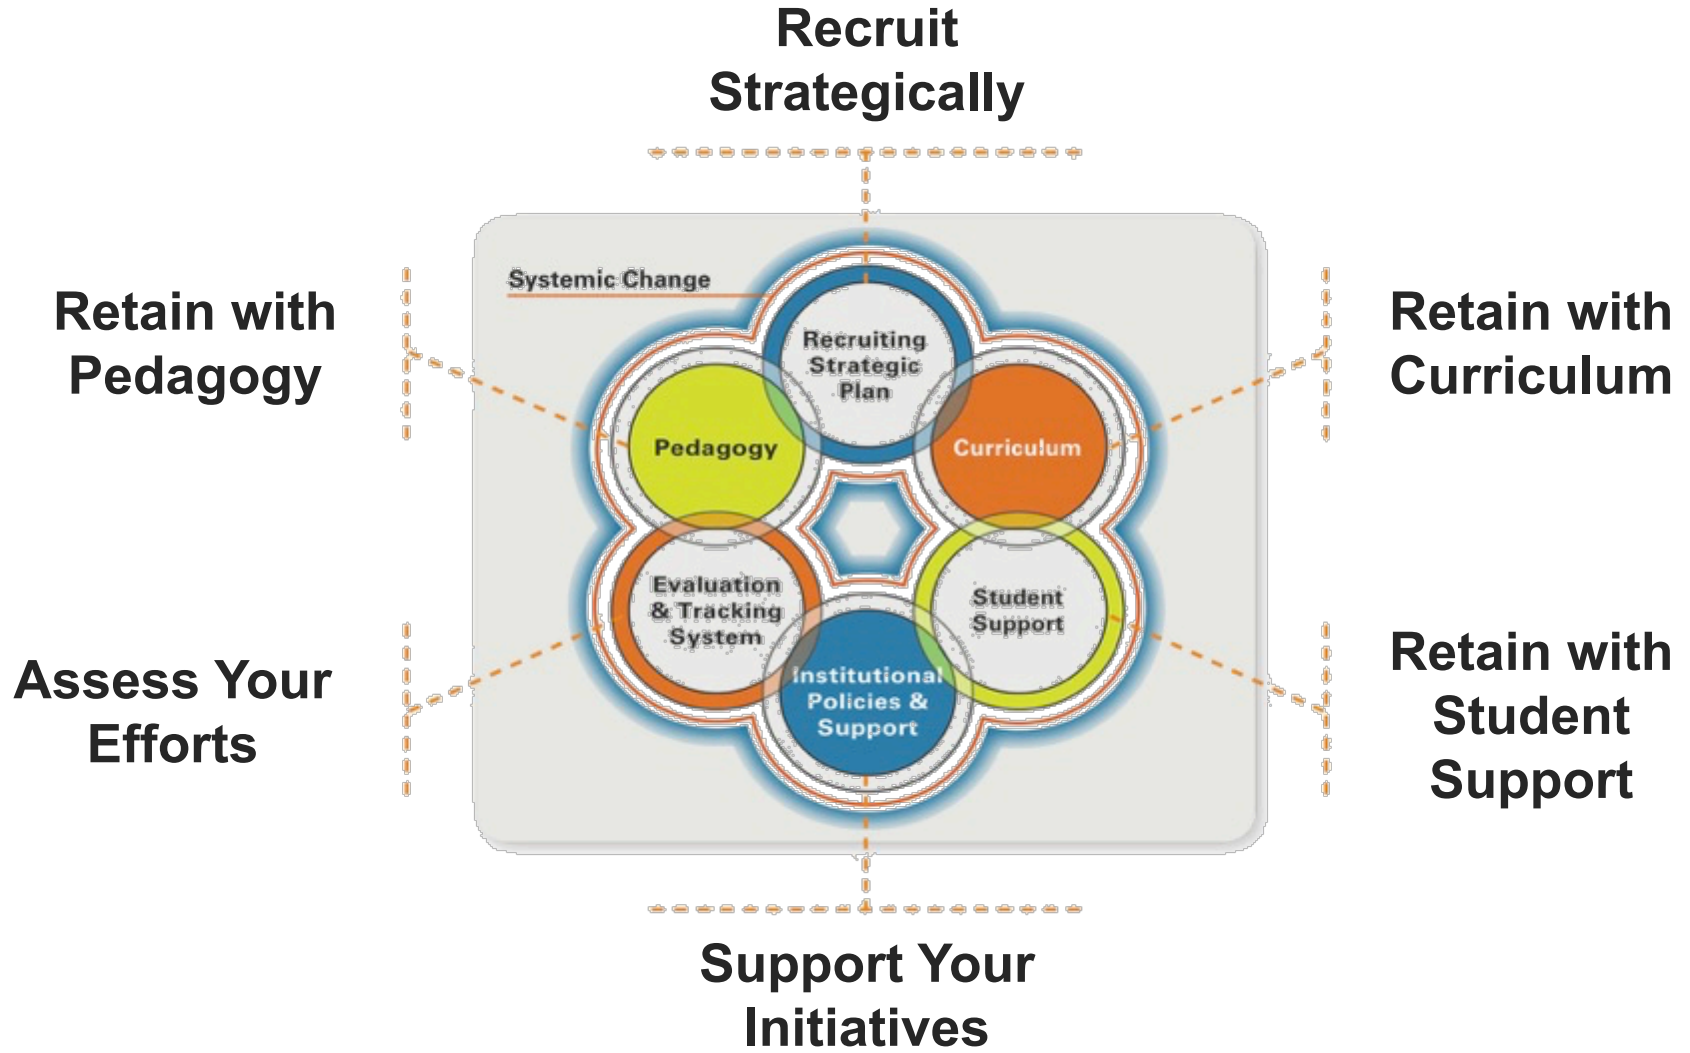 Recruit
Strategically
Systemic Change
Retain with
Pedagogy
Retain with
Curriculum
Recruiting
Strategic
Plan
Pedagogy
Curriculum
Evaluation
& Tracking
System
Student
Support
Institutional
Policies &
Support
Assess Your
Efforts
Retain with
Student
Support
Support Your
Initiatives